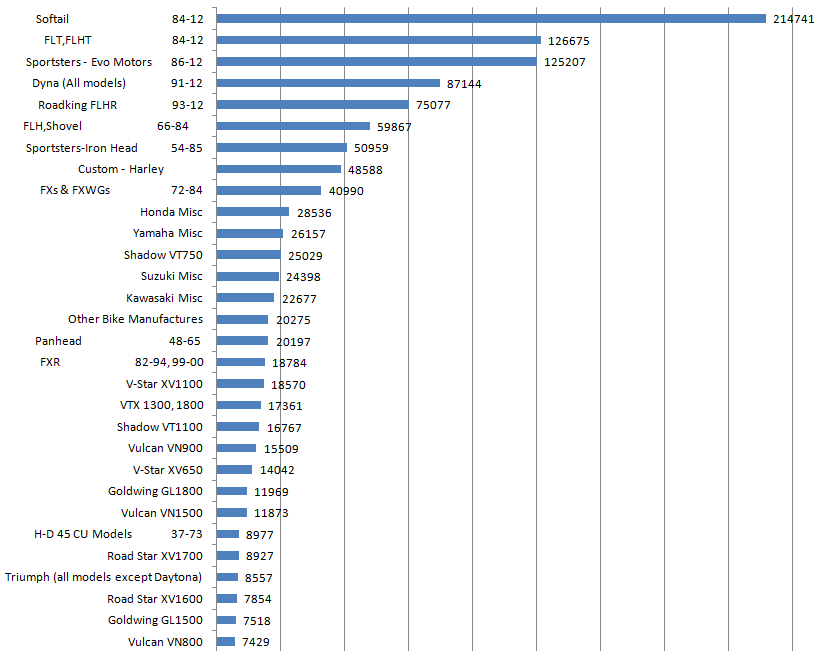 Softail 84-12 214741
FLT,FLHT 84-12 126675
Sportsters - Evo Motors 86-12 125207
Dyna (All models) 91-12 87144
Roadking FLHR 93-12 75077
FLH,Shovel 66-84 59867
Sportsters-Iron Head 54-85 50959
Custom - Harley 48588
FXs & FXWGs 72-84 40990
Honda Misc 28536
Yamaha Misc 26157
Shadow VT750 25029
Suzuki Misc 24398
Kawasaki Misc 22677
Other Bike Manufactures 20275
Panhead 48-65 20197
FXR 82-94, 99-00 18784
V-Star XV1100 18570
VTX 1300, 1800 17361
Shadow VT1100 16767
Vulcan VN900 15509
V-Star XV650 14042
Goldwing GL1800 11969
Vulcan VN1500 11873
H-D 45 CU Models 37-73 8977
Road Star XV1700 8927
Triumph (all models except Daytona) 8557
Road Star XV1600 7854
Goldwing GL1500 7518
Vulcan VN800 7429